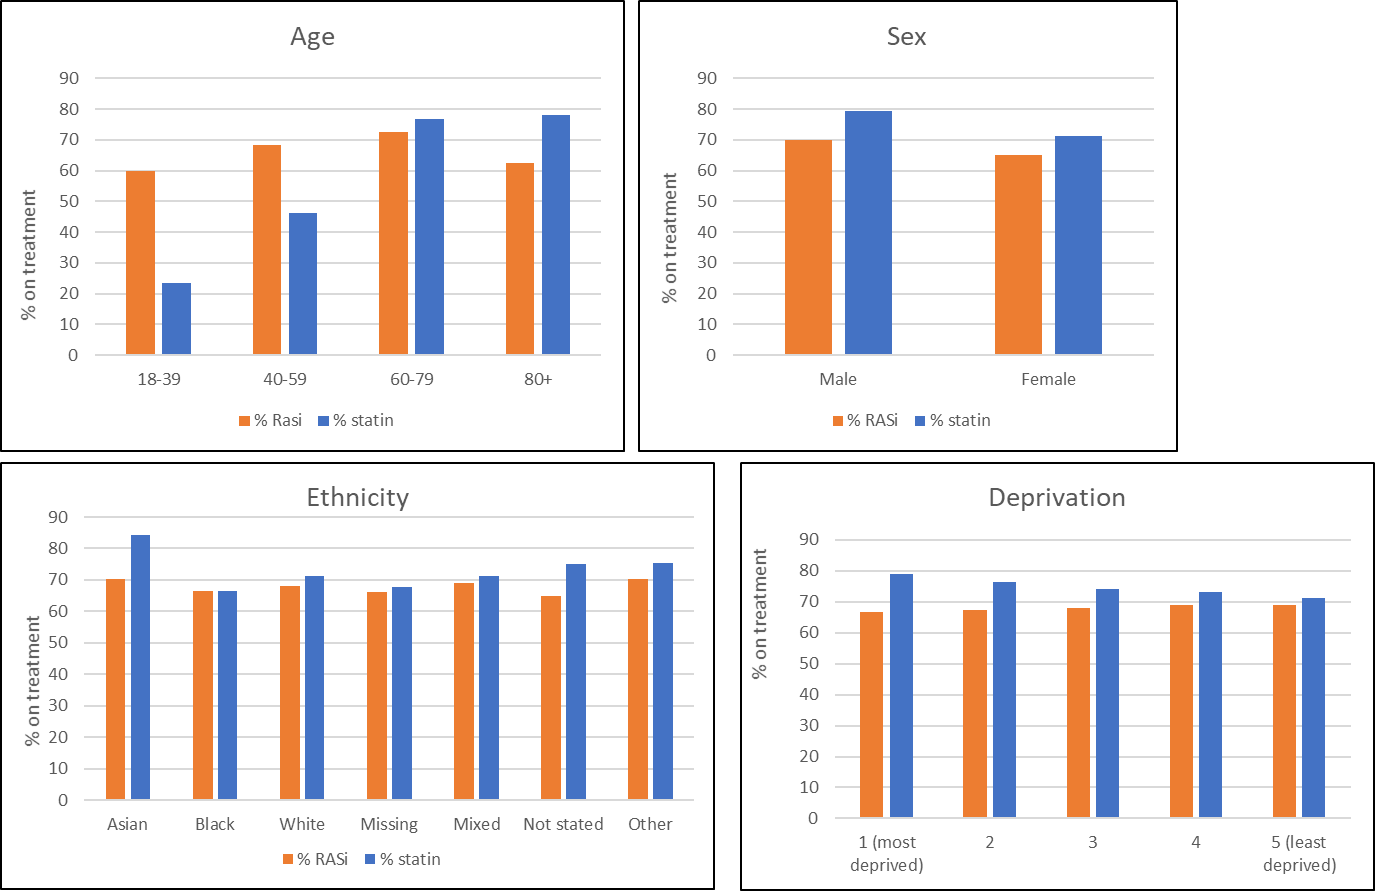 Age
% on treatment
90
80
70
60
50
40
30
20
10
0
18-39
40-59
60-79
80+
% Rasi
% statin
Sex
% on treatment
90
80
70
60
50
40
30
20
10
0
Male
Female
% RASi
% statin
Ethnicity
% on treatment
90
80
70
60
50
40
30
20
10
0
Asian
Black
White
Missing
Mixed
Not stated
Other
% RASi
% statin
Deprivation
% on treatment
90
80
70
60
50
40
30
20
10
0
1 (most
deprived)
2
3
4
5 (least
deprived)